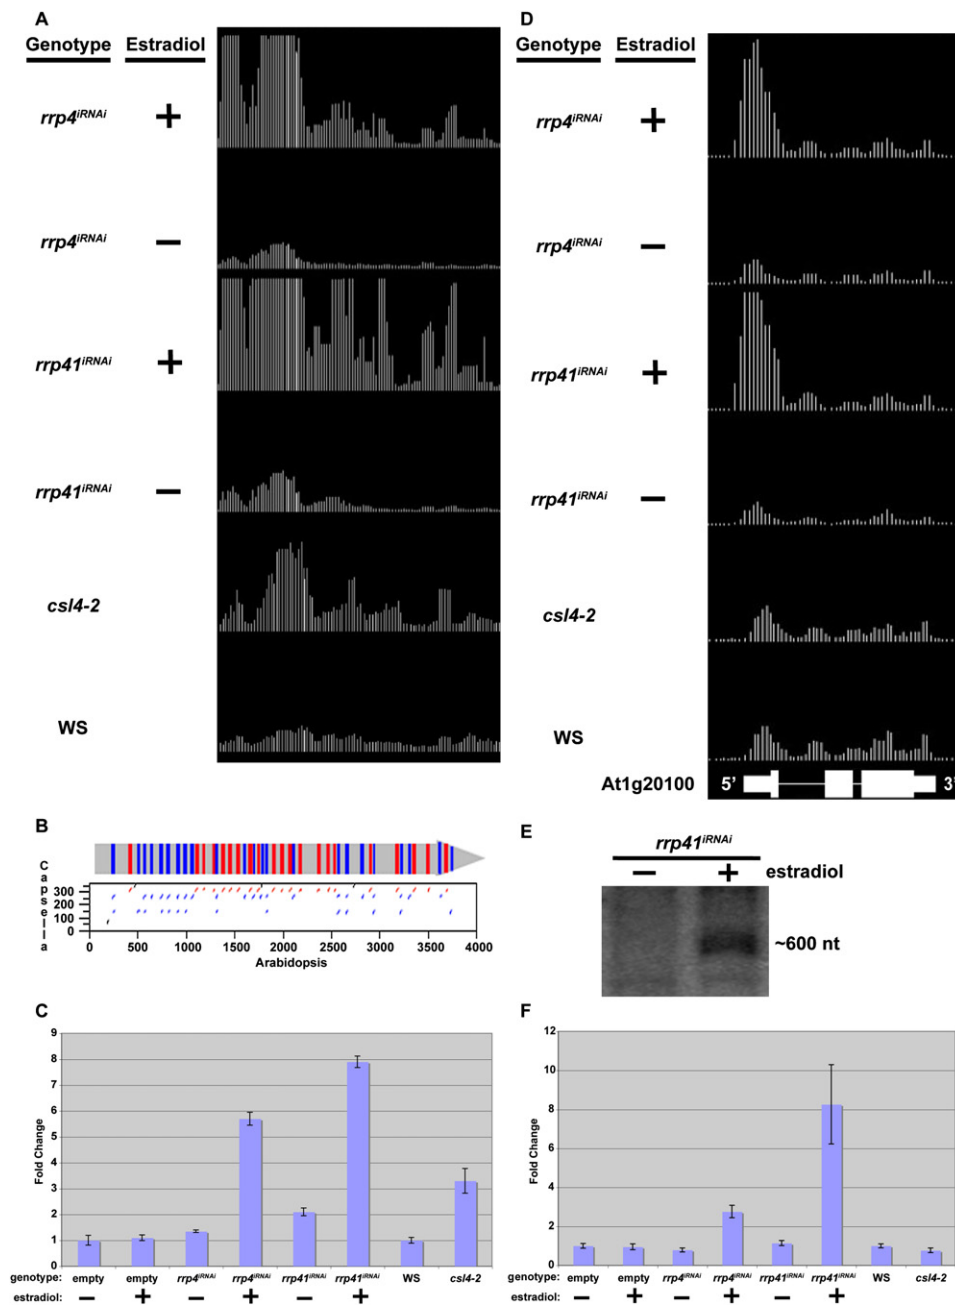 A
Genotype Estradiol
rrp4iRNAi +
rrp4iRNAi −
rrp41iRNAi +
rrp41iRNAi −
csl4-2
WS
B
Capsella
300
200
100
0
0 500 1000 1500 2000 2500 3000 3500 4000
Arabidopsis
C
Fold Change
9
8
7
6
5
4
3
2
1
0
genotype: empty empty rrp4iRNAi rrp4iRNAi rrp41iRNAi rrp41iRNAi WS csl4-2
estradiol: − + − + − +
D
Genotype Estradiol
rrp4iRNAi +
rrp4iRNAi −
rrp41iRNAi +
rrp41iRNAi −
csl4-2
WS
At1g20100 5' 3'
E
rrp41iRNAi
− + estradiol
~600 nt
F
Fold Change
12
10
8
6
4
2
0
genotype: empty empty rrp4iRNAi rrp4iRNAi rrp41iRNAi rrp41iRNAi WS csl4-2
estradiol: − + − + − +